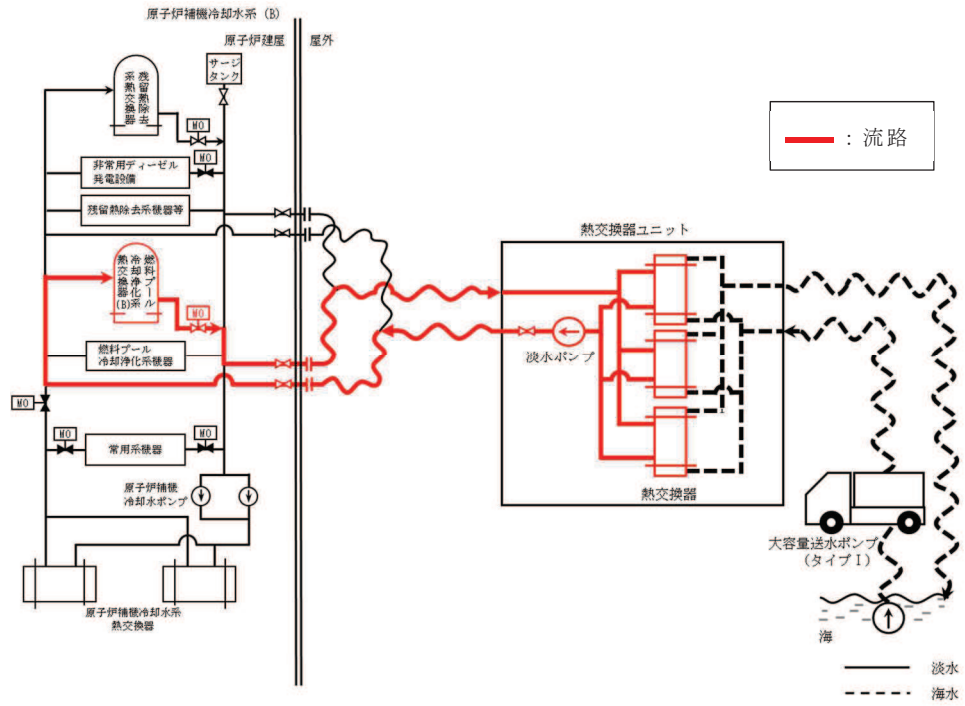 原子炉補機冷却水系 (B)
原子炉建屋
屋外
サージ
タンク
残留熱除去
系熱交換器
MO
MO
非常用ディーゼル
発電設備
残留熱除去系機器等
燃料プール
冷却浄化系
熱交換器
(B)
MO
燃料プール
冷却浄化系機器
MO
MO
MO
常用系機器
原子炉補機
冷却水ポンプ
原子炉補機冷却水系
熱交換器
：流路
熱交換器ユニット
淡水ポンプ
熱交換器
大容量送水ポンプ
(タイプⅠ)
海
淡水
海水